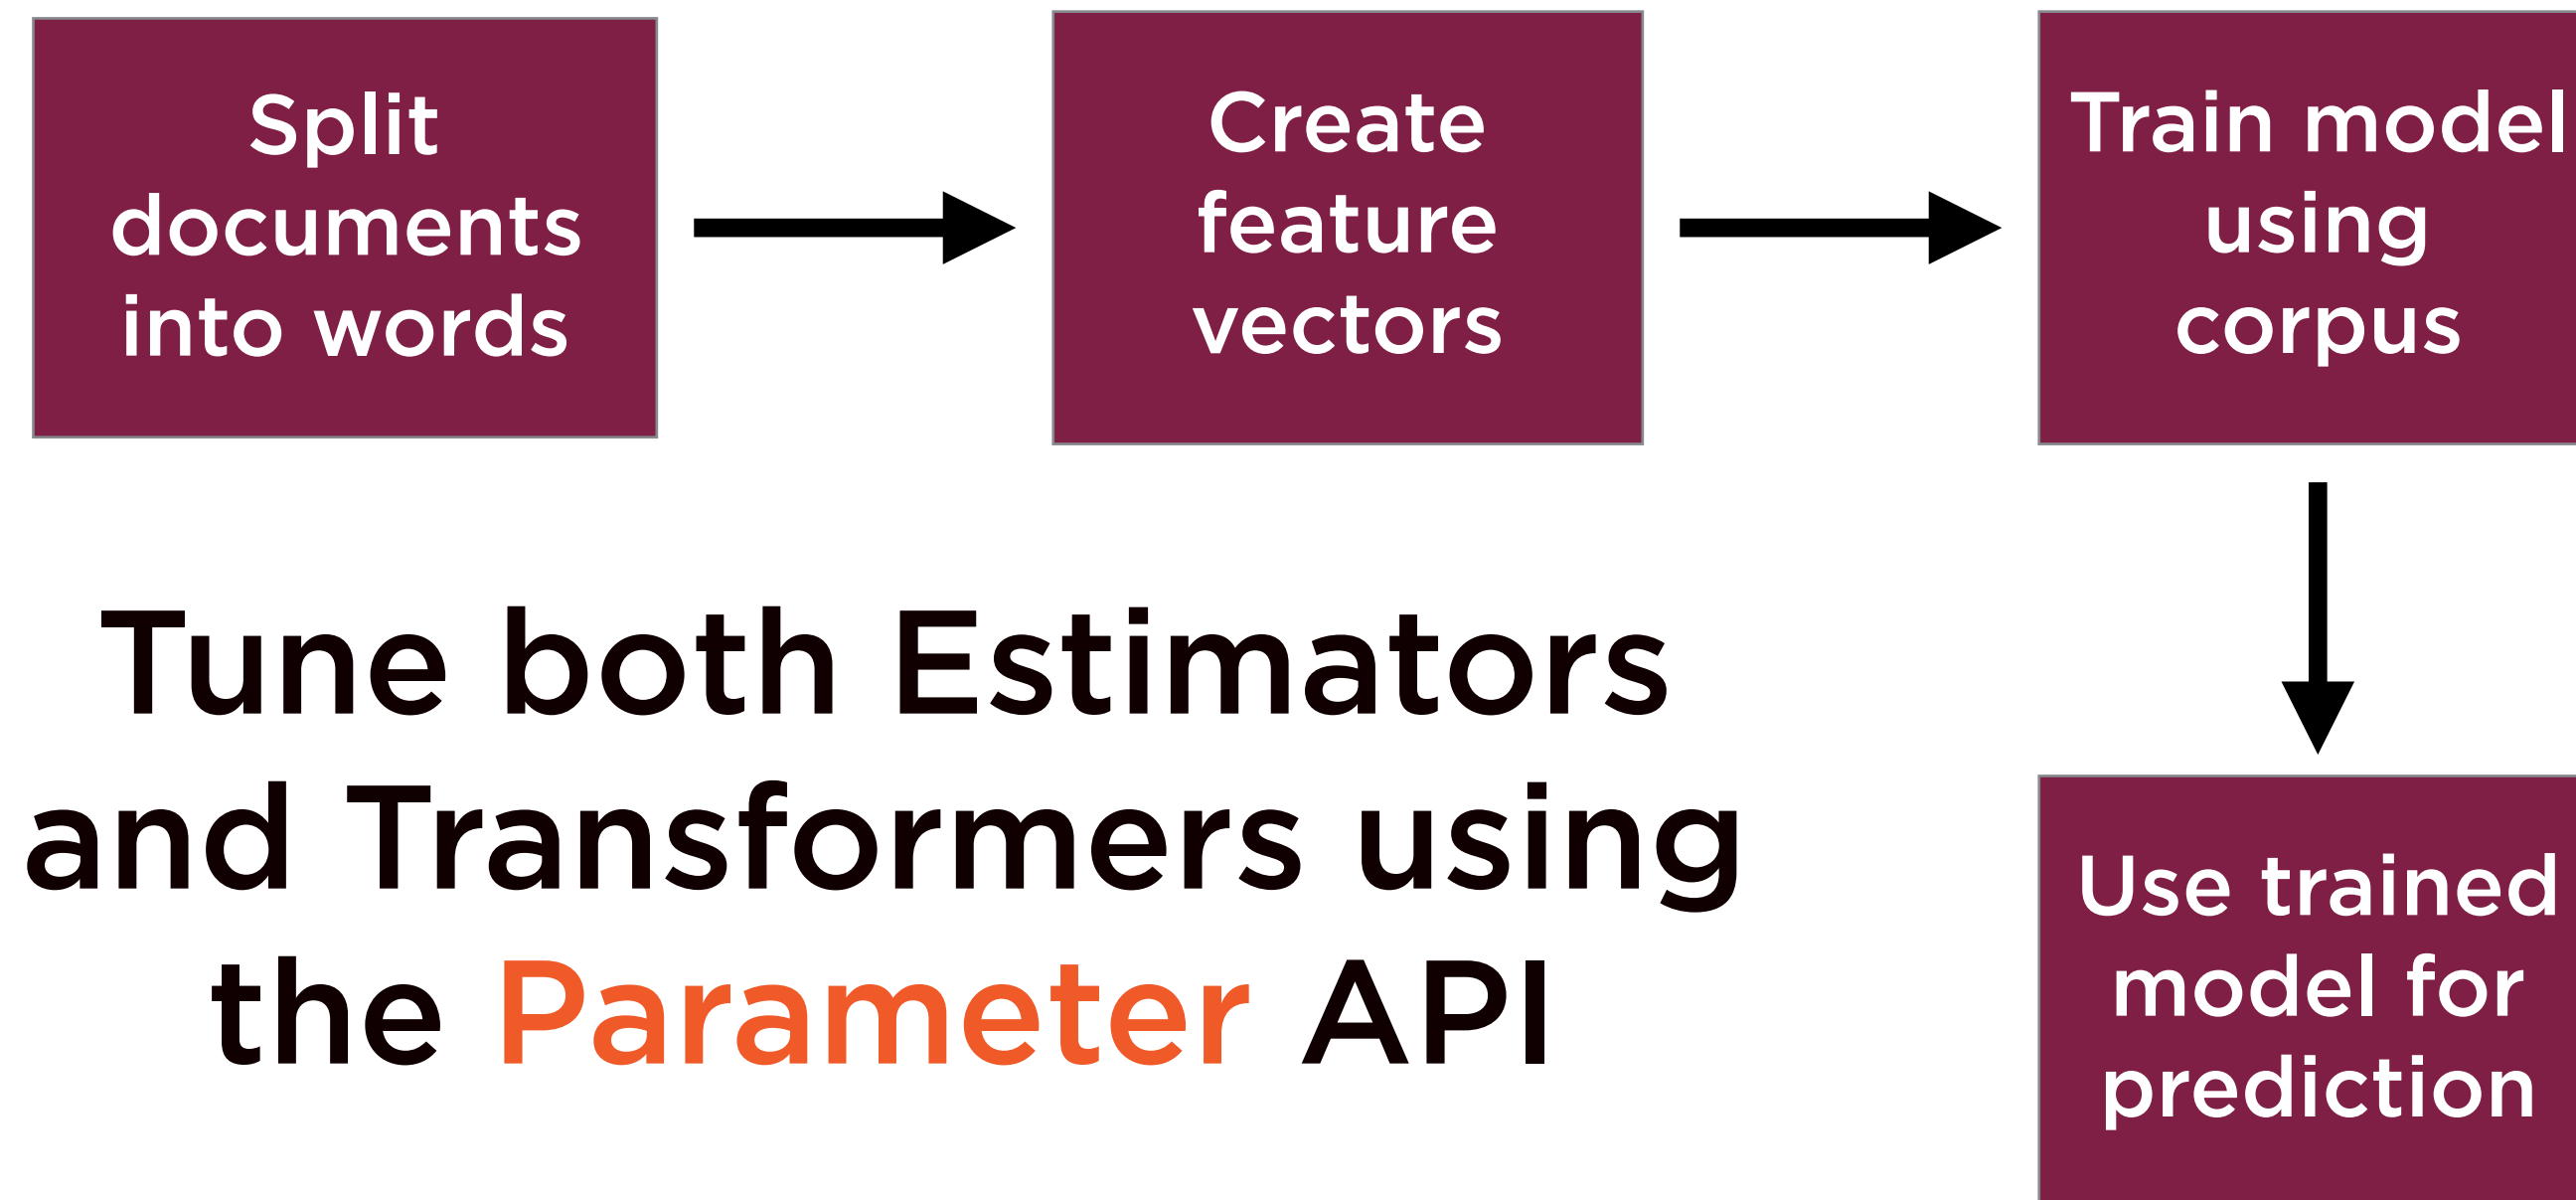 Split
documents
into words
Create
feature
vectors
Train model
using
corpus
Tune both Estimators
and Transformers using
the Parameter API
Use trained
model for
prediction